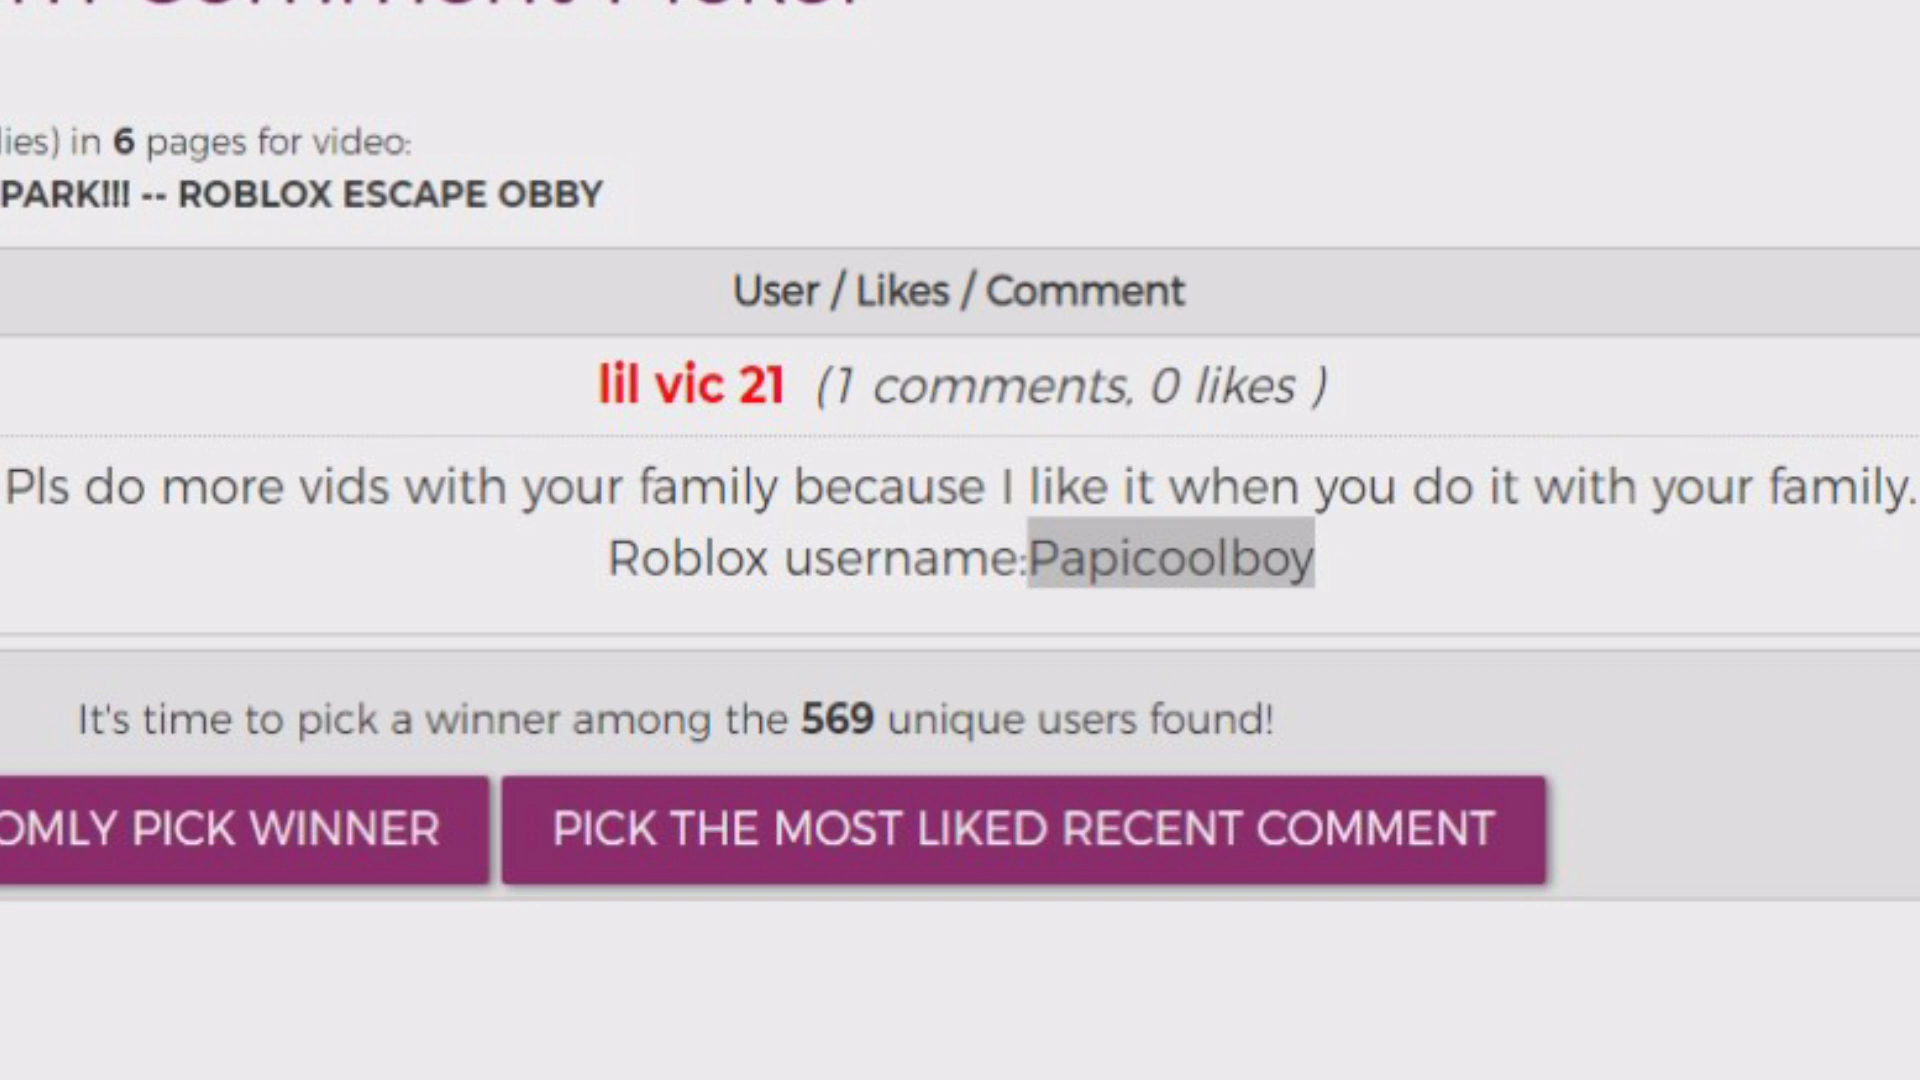 Comment Picker
lies) in 6 pages for video:
PARK!!! -- ROBLOX ESCAPE OBBY
User / Likes / Comment
lil vic 21 (1 comments, 0 likes )
Pls do more vids with your family because I like it when you do it with your family.
Roblox username:Papicoolboy
It's time to pick a winner among the 569 unique users found!
OMLY PICK WINNER
PICK THE MOST LIKED RECENT COMMENT